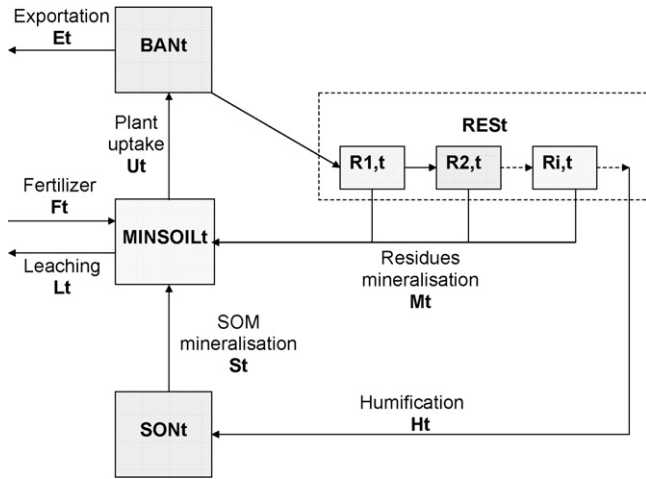 Exportation
Et
BANt
RESt
Plant
uptake
Ut
R1,t
R2,t
Ri,t
Fertilizer
Ft
MINSOILt
Leaching
Lt
Residues
mineralisation
Mt
SOM
mineralisation
St
Humification
Ht
SONt